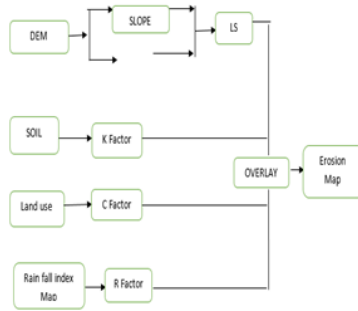 SLOPE
DEM
LS
SOIL
K Factor
OVERLAY
Erosion
Map
Land use
C Factor
Rain fall index
Map
R Factor